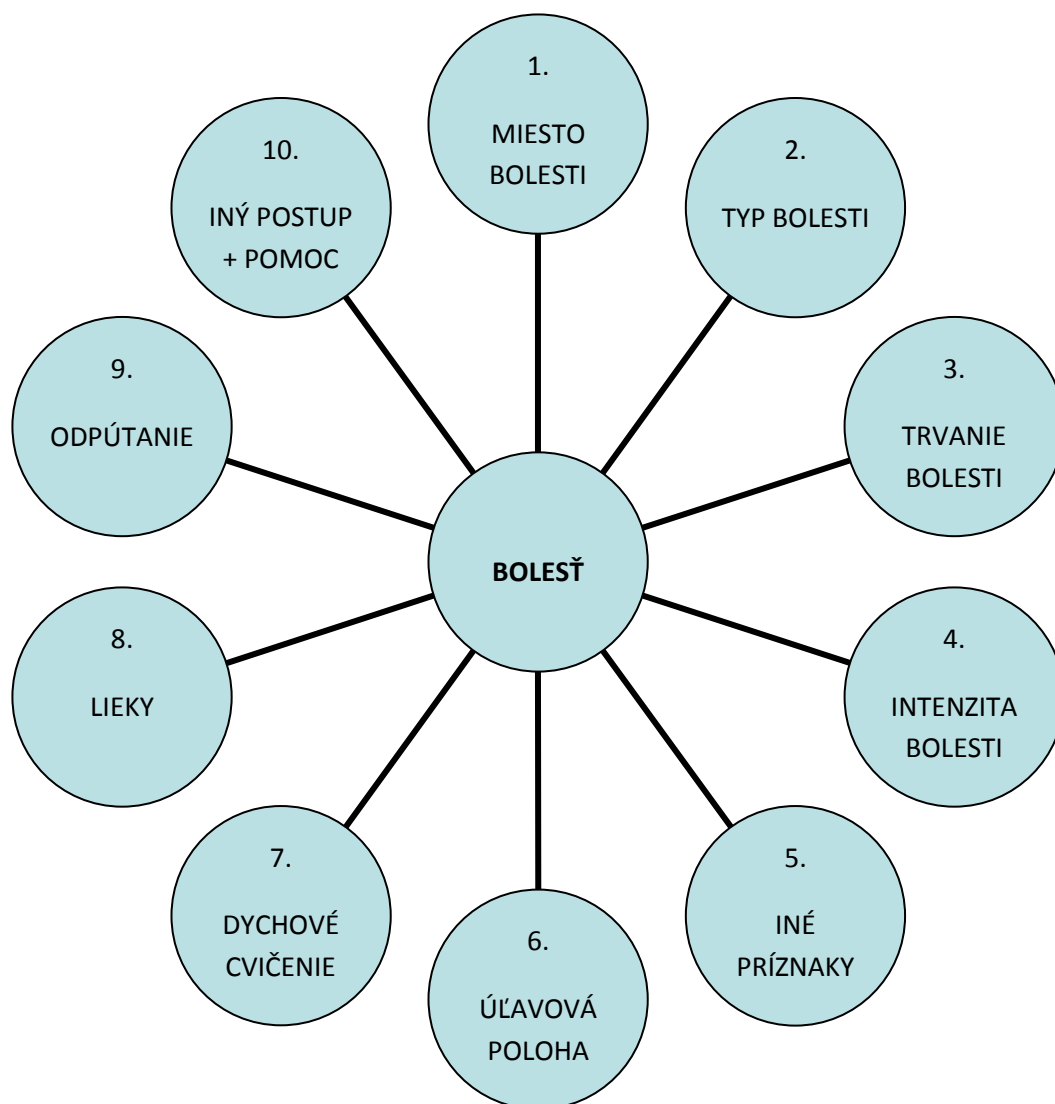 1.
MIESTO
BOLESTI
2.
TYP BOLESTI
3.
TRVANIE
BOLESTI
4.
INTENZITA
BOLESTI
5.
INÉ
PRÍZNAKY
6.
ÚĽAVOVÁ
POLOHA
7.
DYCHOVÉ
CVIČENIE
8.
LIEKY
9.
ODPÚTANIE
10.
INÝ POSTUP
+ POMOC
BOLESŤ